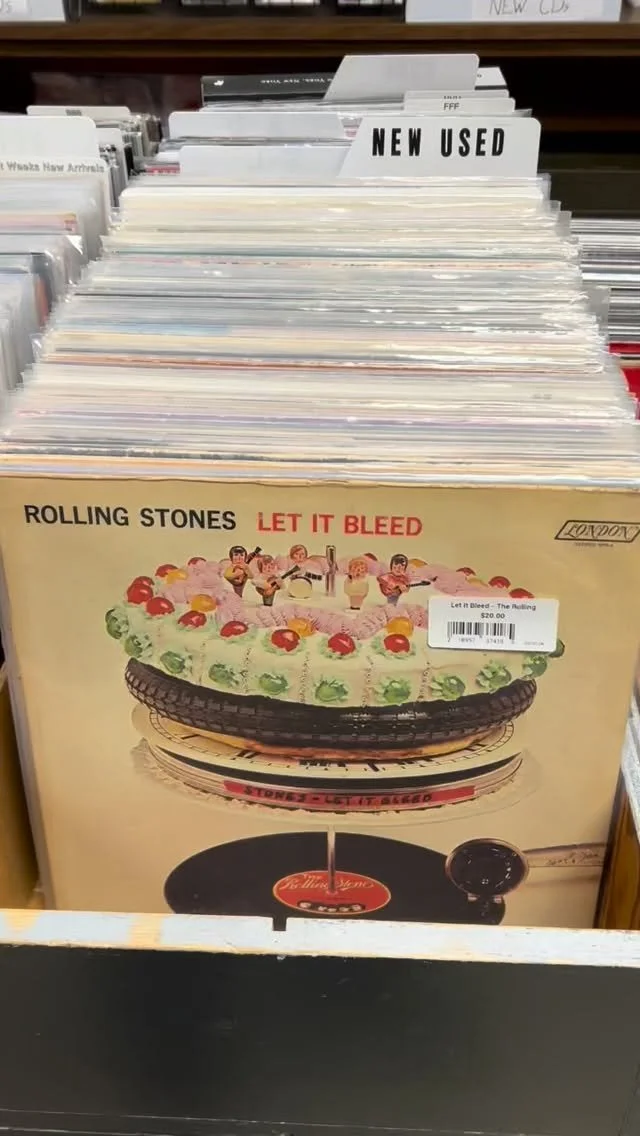 NEW CDs
FFF
NEW USED
t Weeks New Arrivals
ROLLING STONES LET IT BLEED
LONDON
Let It Bleed - The Rolling
$20.00
STONES - LET IT BLEED
THE
Rolling Stones